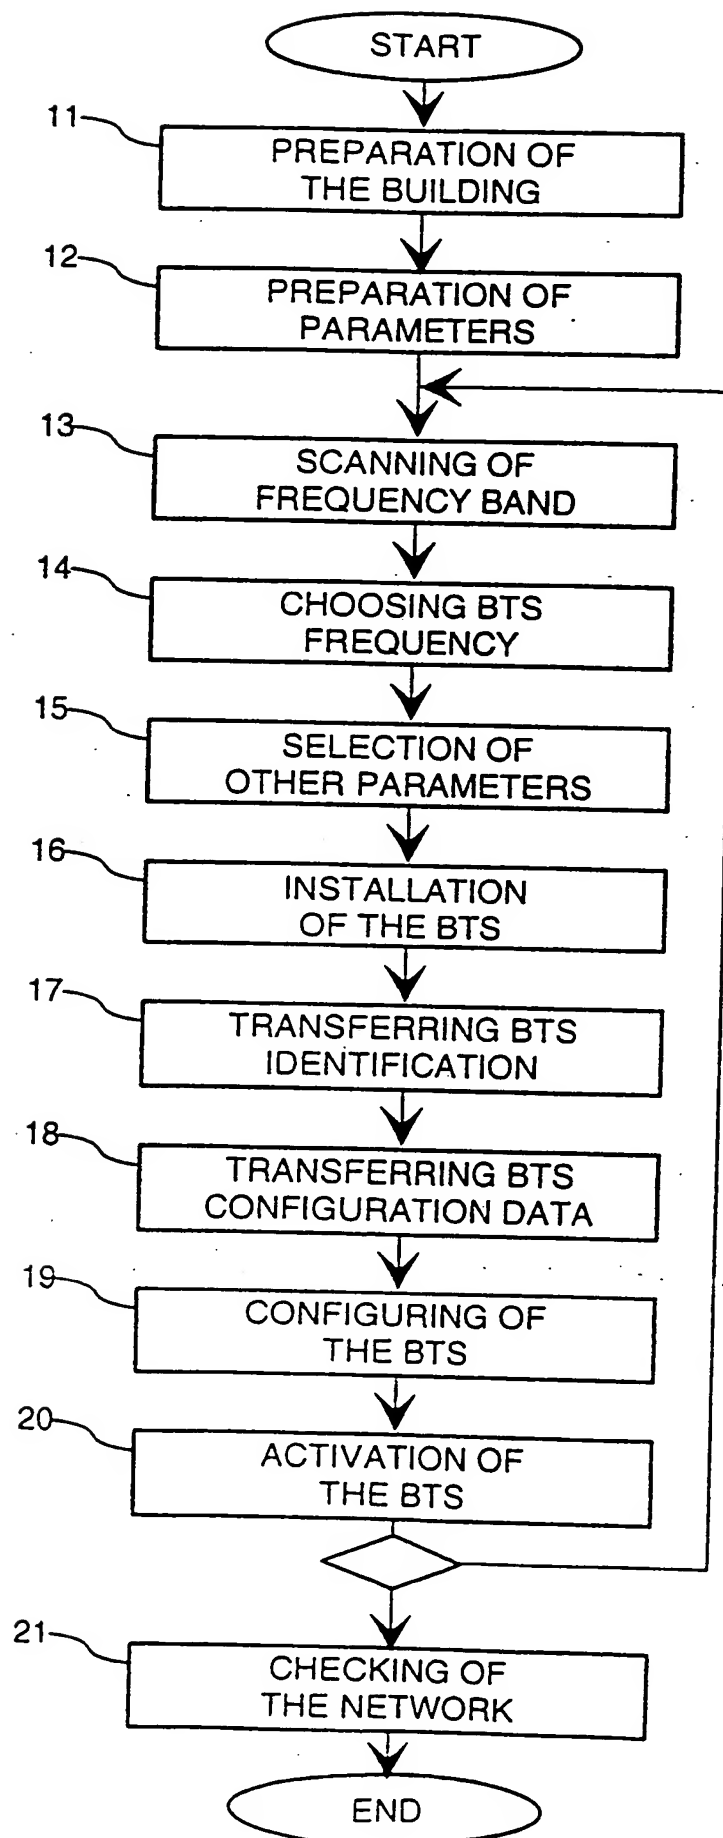 START
11
PREPARATION OF
THE BUILDING
12
PREPARATION OF
PARAMETERS
13
SCANNING OF
FREQUENCY BAND
14
CHOOSING BTS
FREQUENCY
15
SELECTION OF
OTHER PARAMETERS
16
INSTALLATION
OF THE BTS
17
TRANSFERRING BTS
IDENTIFICATION
18
TRANSFERRING BTS
CONFIGURATION DATA
19
CONFIGURING OF
THE BTS
20
ACTIVATION OF
THE BTS
21
CHECKING OF
THE NETWORK
END